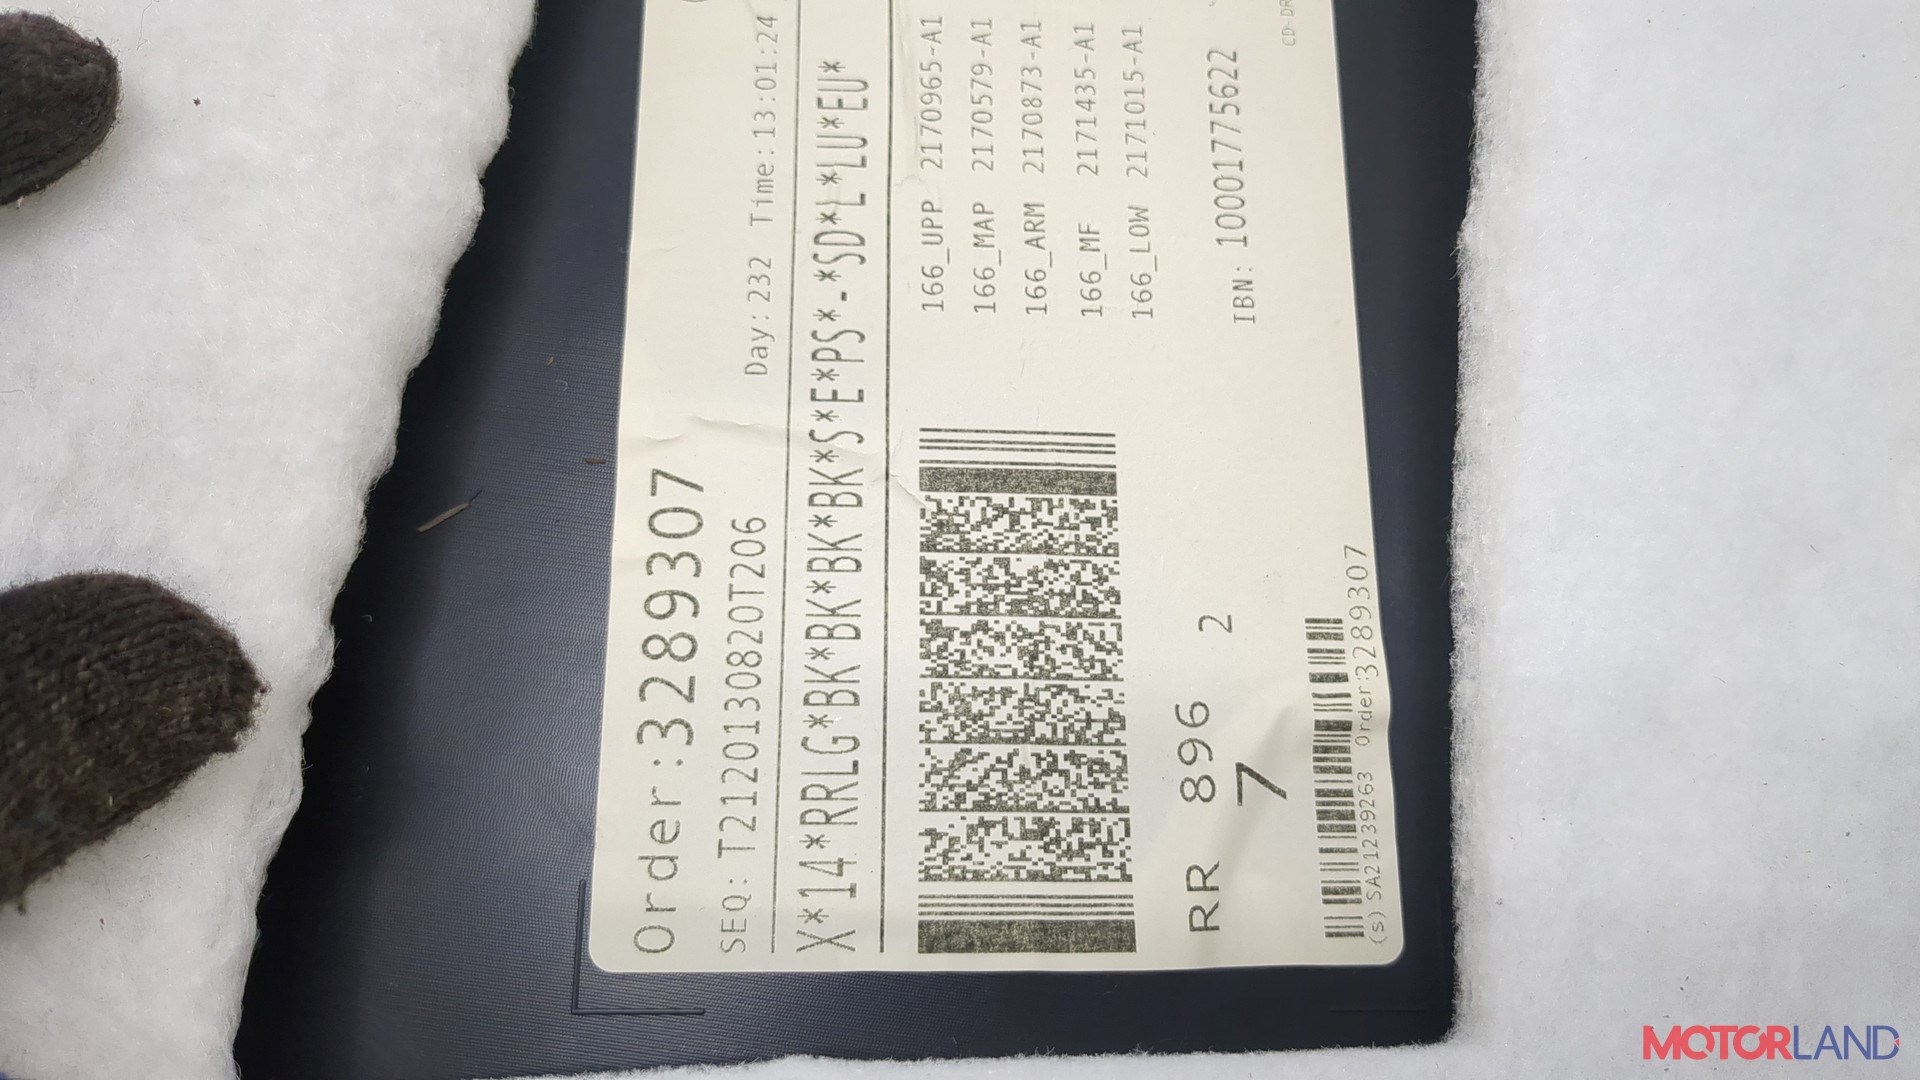 Order:3289307
SEQ: T2120130820T206
Day: 232 Time:13:01:24
X*14*RRLG*BK*BK*BK*BK*S*E*PS*-*SD*L*LU*EU*
166_UPP 2170965-A1
166_MAP 2170579-A1
166_ARM 2170873-A1
166_MF 2171435-A1
166_LOW 2171015-A1
IBN: 10001775622
RR 896 2
7
(s) SA21239263 Order:3289307
MOTORLAND